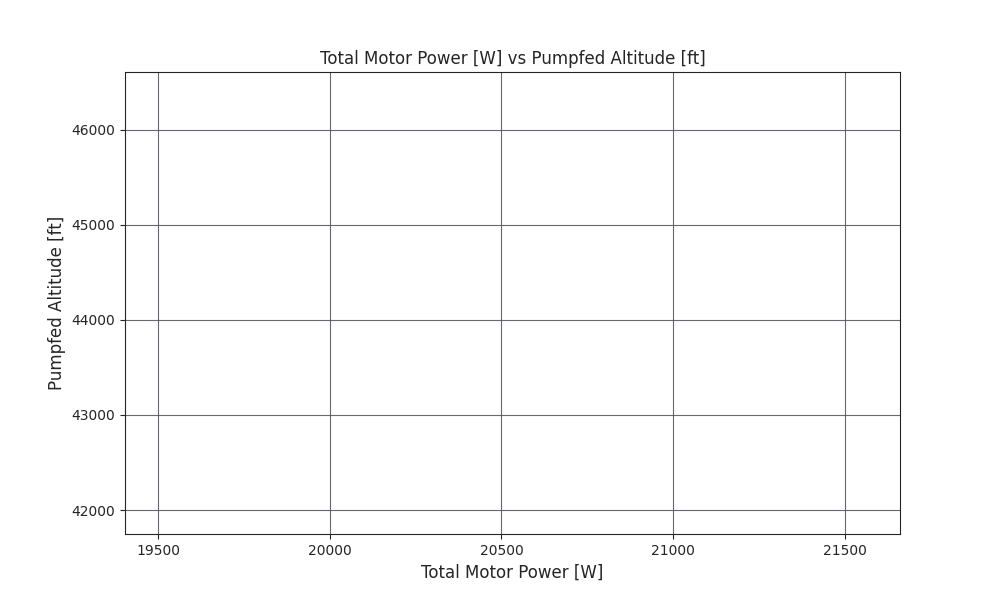 Total Motor Power [W] vs Pumpfed Altitude [ft]
46000
45000
44000
43000
42000
Pumpfed Altitude [ft]
19500 20000 20500 21000 21500
Total Motor Power [W]